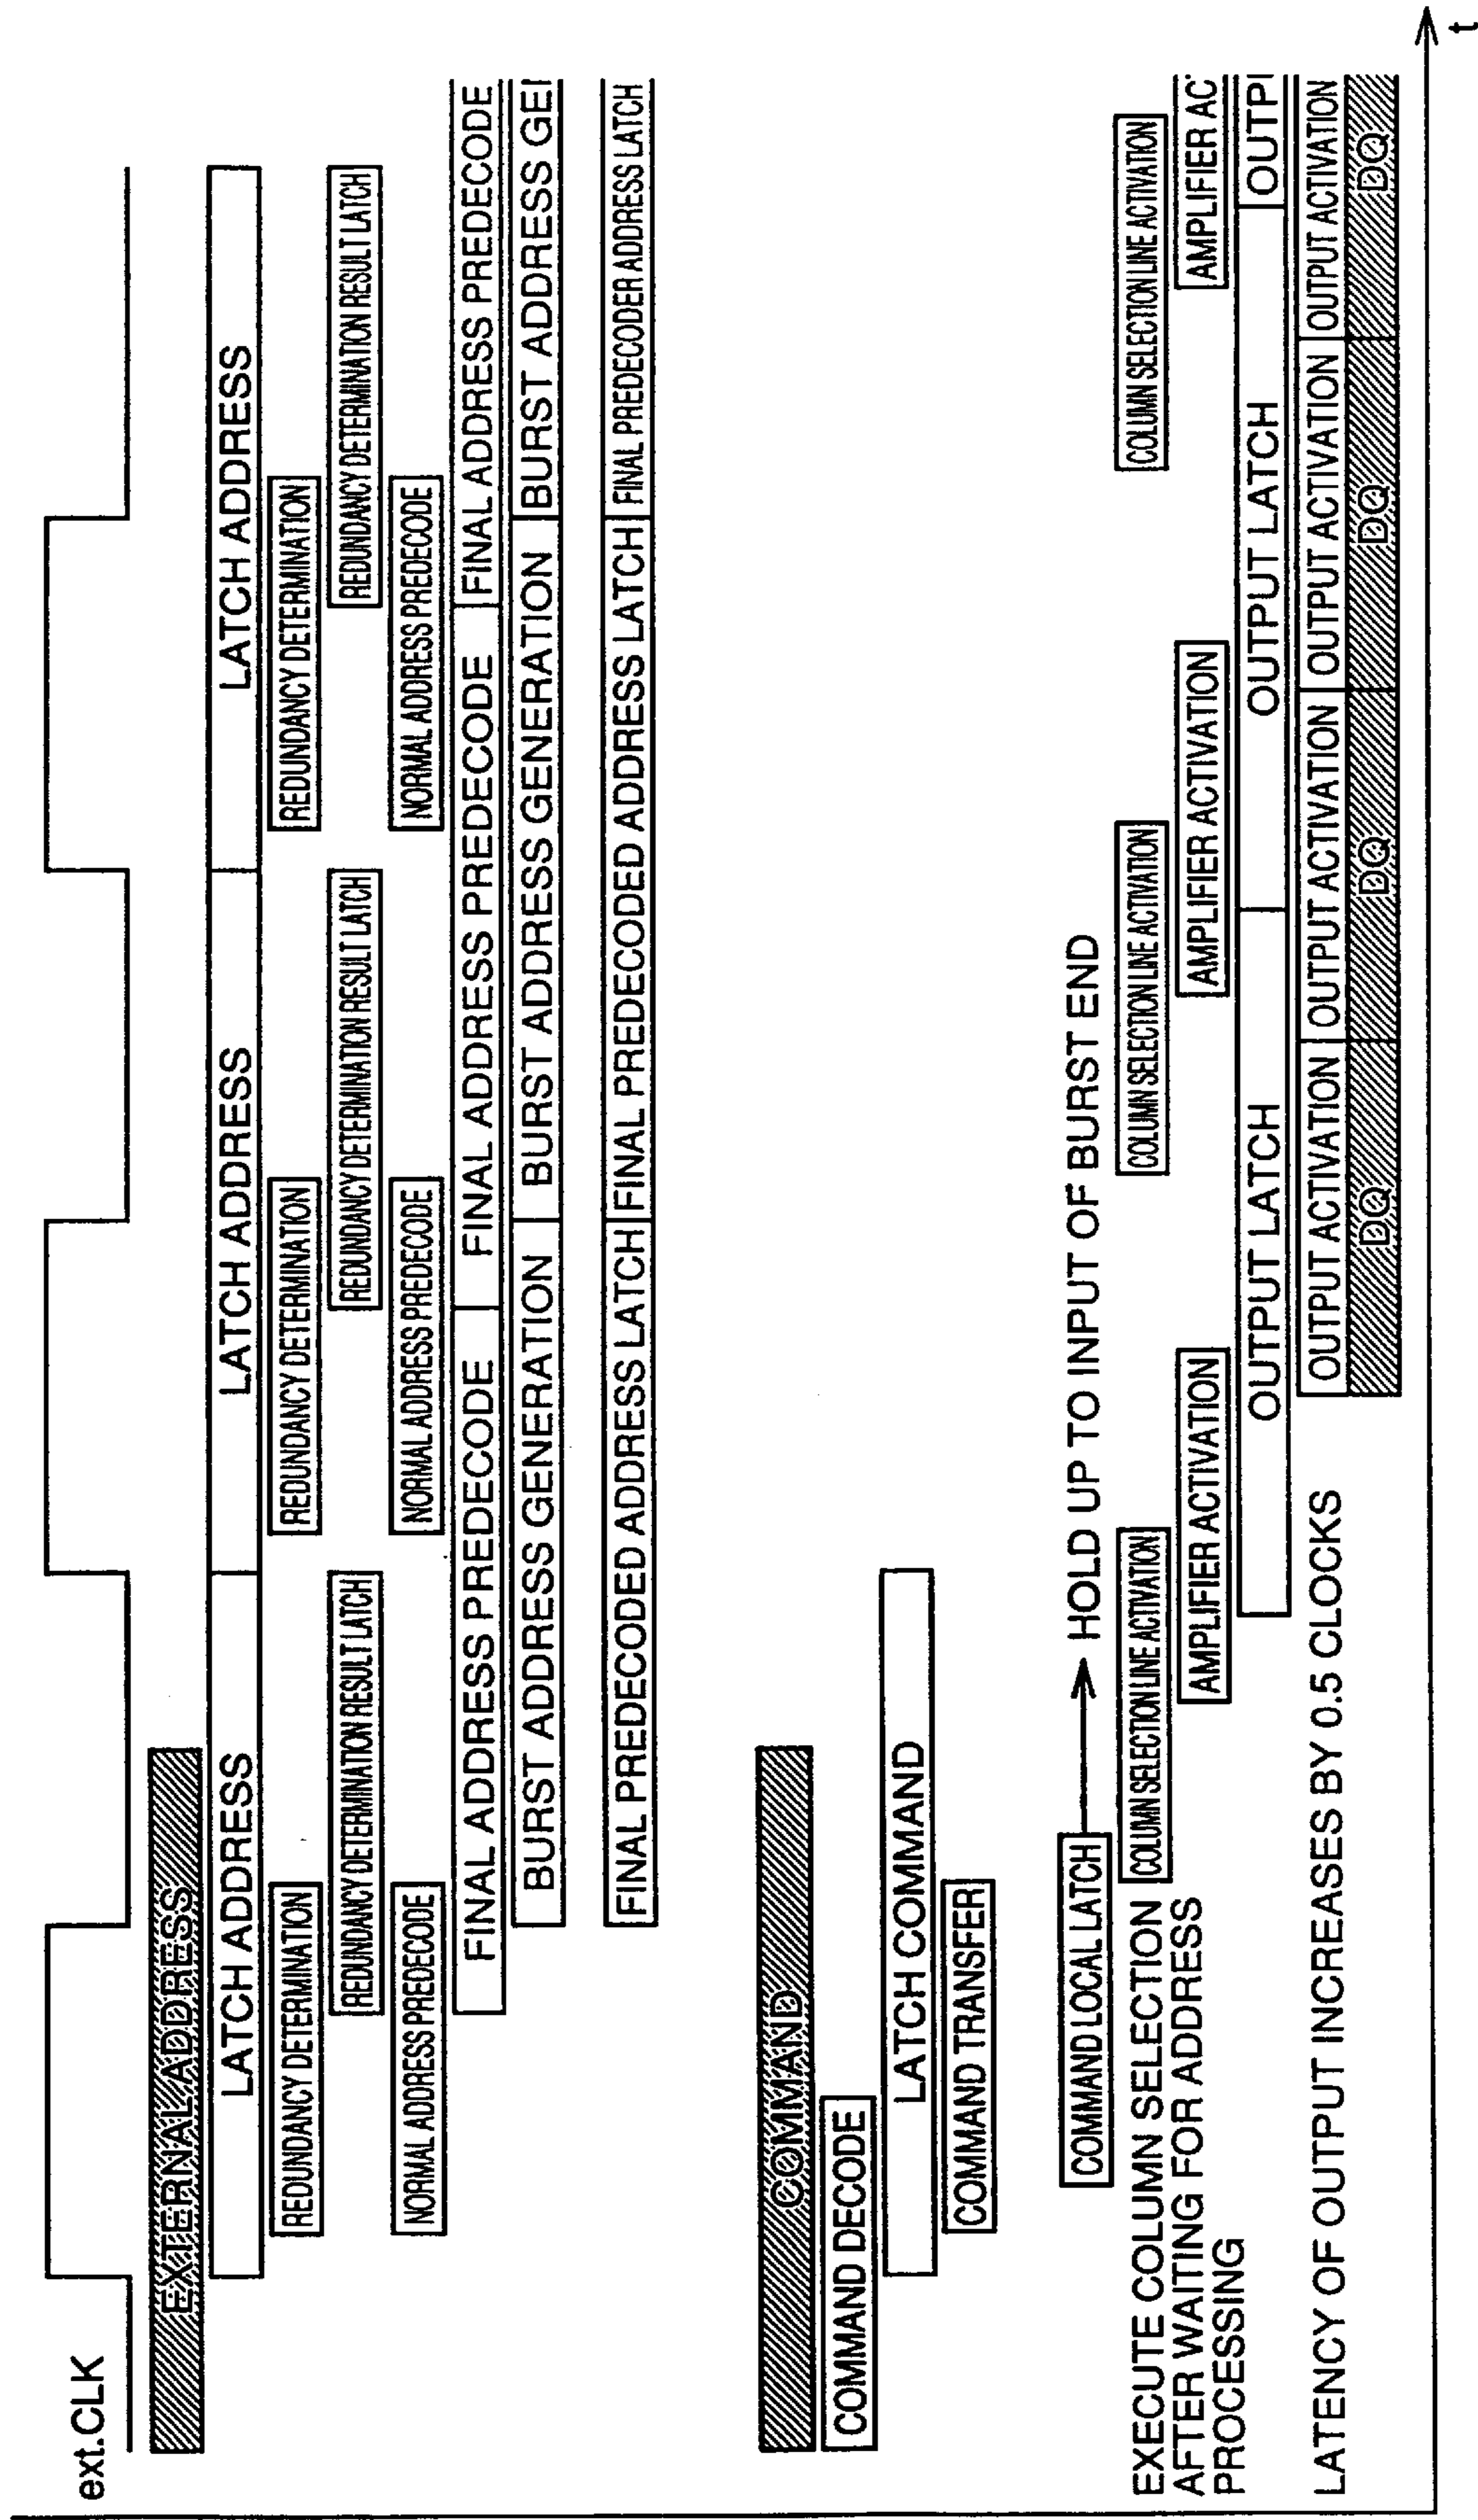 ext.CLK
EXTERNAL ADDRESS
LATCH ADDRESS
LATCH ADDRESS
LATCH ADDRESS
REDUNDANCY DETERMINATION
REDUNDANCY DETERMINATION
REDUNDANCY DETERMINATION
REDUNDANCY DETERMINATION RESULT LATCH
REDUNDANCY DETERMINATION RESULT LATCH
REDUNDANCY DETERMINATION RESULT LATCH
NORMAL ADDRESS PREDECODE
NORMAL ADDRESS PREDECODE
NORMAL ADDRESS PREDECODE
FINAL ADDRESS PREDECODE
FINAL ADDRESS PREDECODE
FINAL ADDRESS PREDECODE
FINAL ADDRESS PREDECODE
BURST ADDRESS GENERATION
BURST ADDRESS GENERATION
BURST ADDRESS GEI
FINAL PREDECODED ADDRESS LATCH
FINAL PREDECODED ADDRESS LATCH
FINAL PREDECODER ADDRESS LATCH
COMMAND
COMMAND DECODE
LATCH COMMAND
COMMAND TRANSFER
COMMAND LOCAL LATCH
HOLD UP TO INPUT OF BURST END
EXECUTE COLUMN SELECTION
AFTER WAITING FOR ADDRESS
PROCESSING
COLUMN SELECTION LINE ACTIVATION
COLUMN SELECTION LINE ACTIVATION
COLUMN SELECTION LINE ACTIVATION
AMPLIFIER ACTIVATION
AMPLIFIER ACTIVATION
AMPLIFIER AC
OUTPUT LATCH
OUTPUT LATCH
OUTPI
LATENCY OF OUTPUT INCREASES BY 0.5 CLOCKS
OUTPUT ACTIVATION
OUTPUT ACTIVATION
OUTPUT ACTIVATION
OUTPUT ACTIVATION
DQ
DQ
DQ
DQ
t